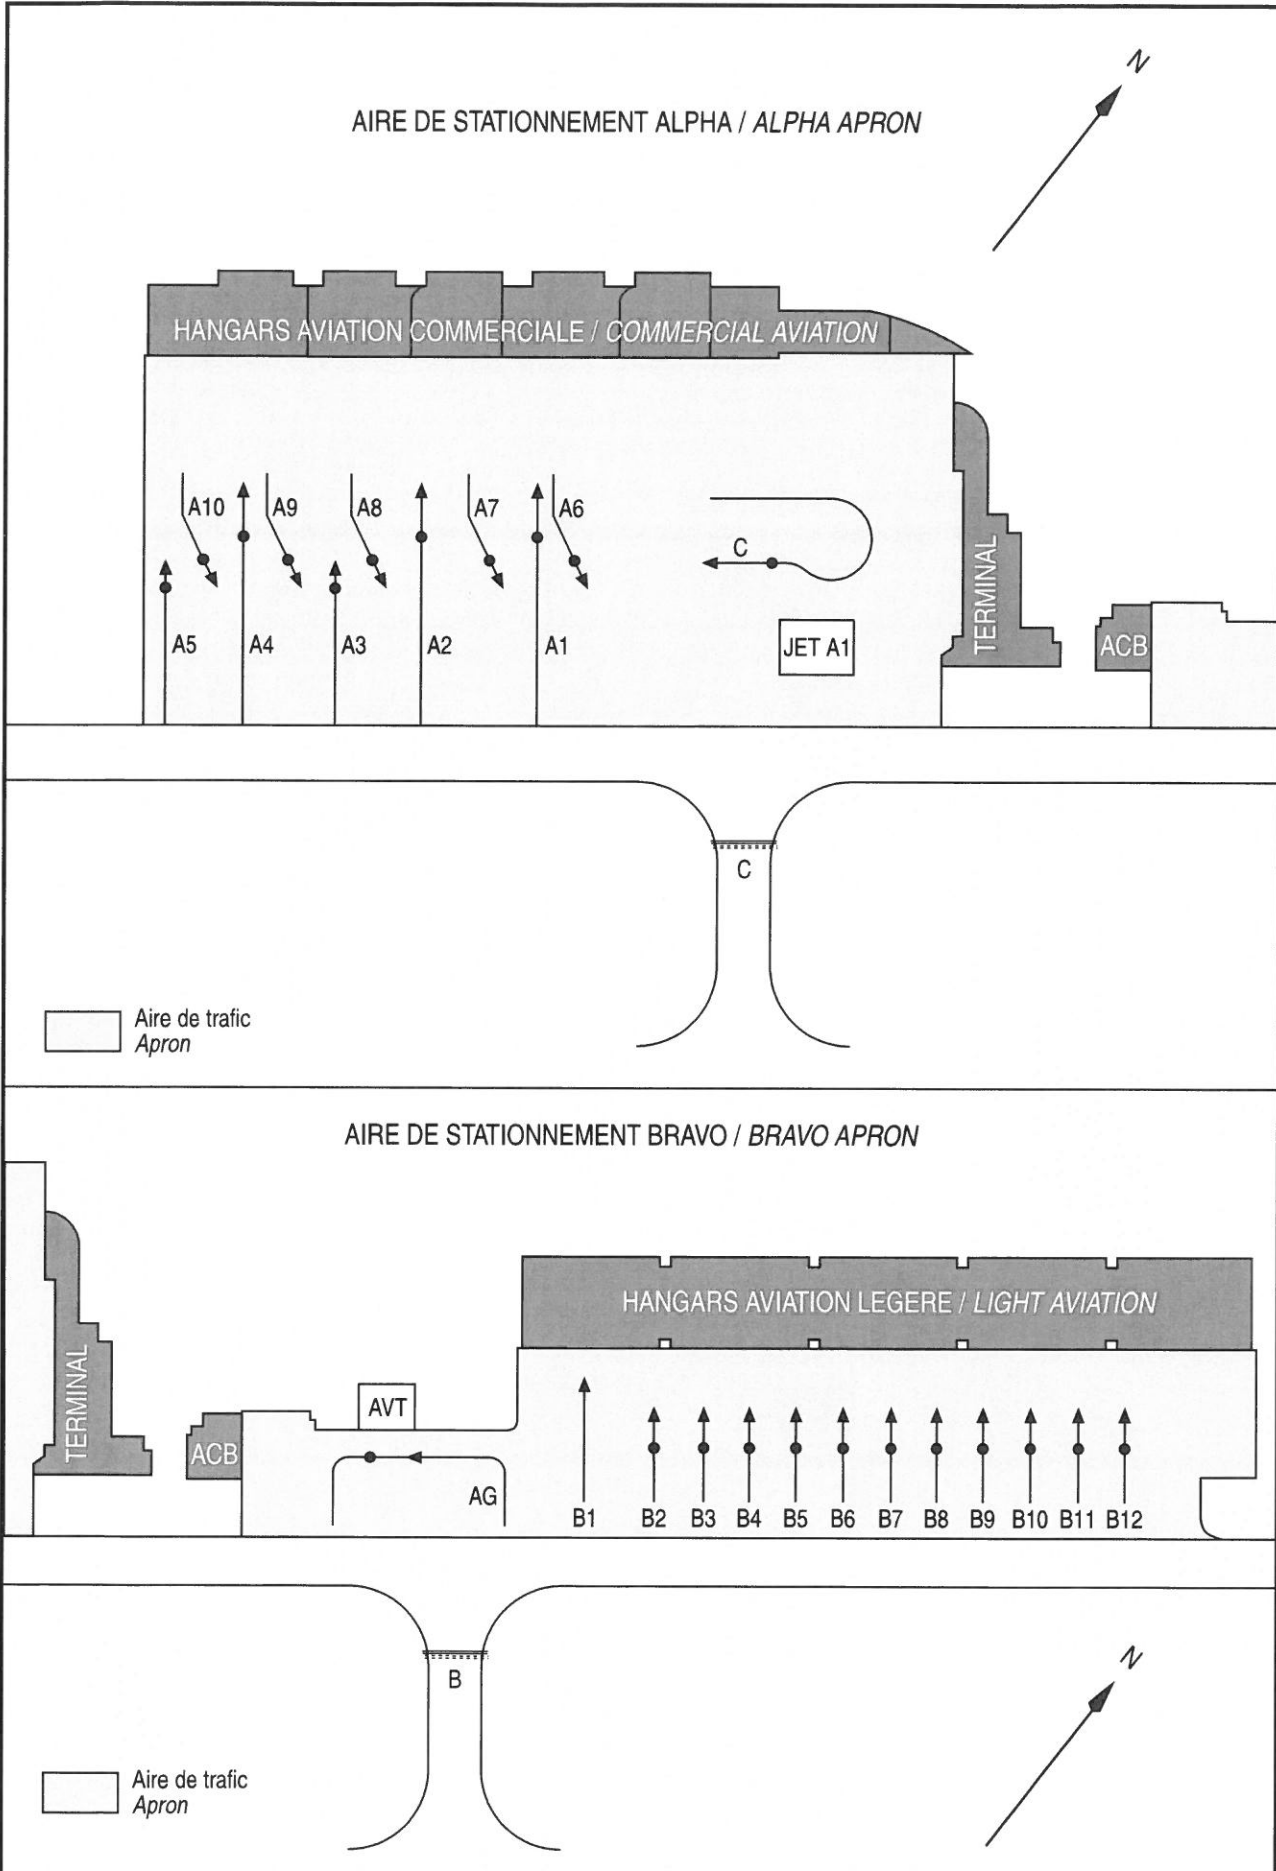 N
AIRE DE STATIONNEMENT ALPHA / ALPHA APRON
HANGARS AVIATION COMMERCIALE / COMMERCIAL AVIATION
A10 A9 A8 A7 A6
C
A5 A4 A3 A2 A1
JET A1
TERMINAL
ACB
C
Aire de trafic
Apron
AIRE DE STATIONNEMENT BRAVO / BRAVO APRON
HANGARS AVIATION LEGERE / LIGHT AVIATION
TERMINAL
AVT
ACB
AG
B1 B2 B3 B4 B5 B6 B7 B8 B9 B10 B11 B12
B
N
Aire de trafic
Apron